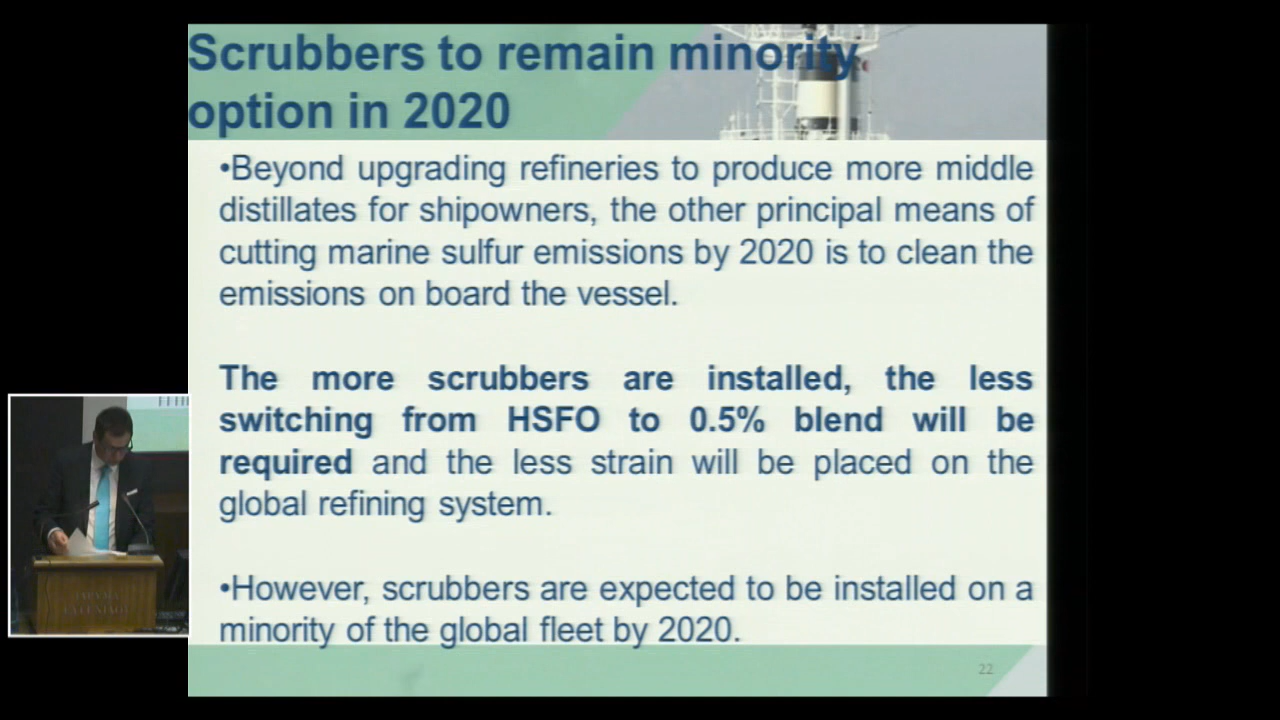 Scrubbers to remain minority
option in 2020
•Beyond upgrading refineries to produce more middle
distillates for shipowners, the other principal means of
cutting marine sulfur emissions by 2020 is to clean the
emissions on board the vessel.
The more scrubbers are installed, the less
switching from HSFO to 0.5% blend will be
required and the less strain will be placed on the
global refining system.
•However, scrubbers are expected to be installed on a
minority of the global fleet by 2020.
22